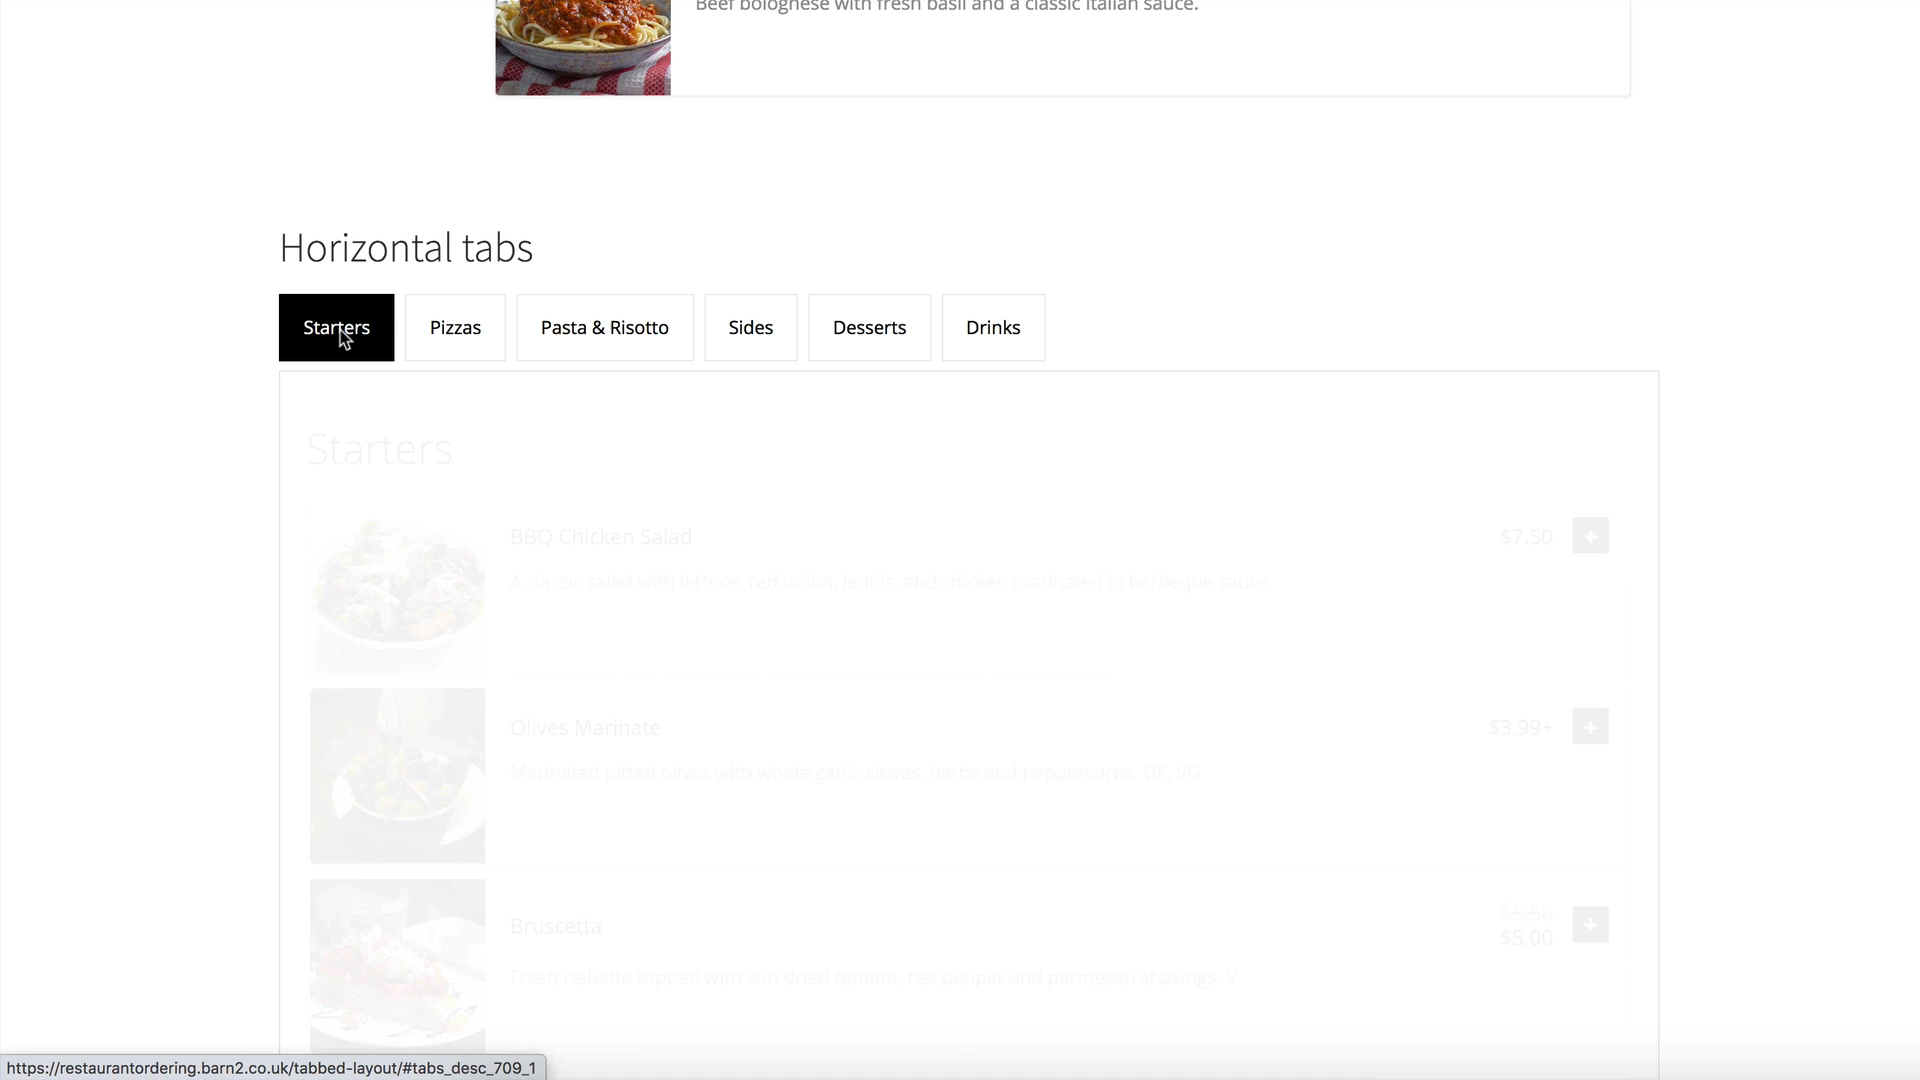 Beef bolognese with fresh basil and a classic Italian sauce.
Horizontal tabs
Starters
Pizzas
Pasta & Risotto
Sides
Desserts
Drinks
Starters
BBQ Chicken Salad
$7.50
+
A classic salad with lettuce, red onion, lentils, and chicken marinated in barbeque sauce.
Olives Marinate
$3.99+
+
Marinated pitted olives with whole garlic cloves, herbs and peppercorns. GF, VG
Bruscetta
$6.50
$5.00
+
Fresh ciabatta topped with sun dried tomato, red pepper and parmesan shavings. V
https://restaurantordering.barn2.co.uk/tabbed-layout/#tabs_desc_709_1